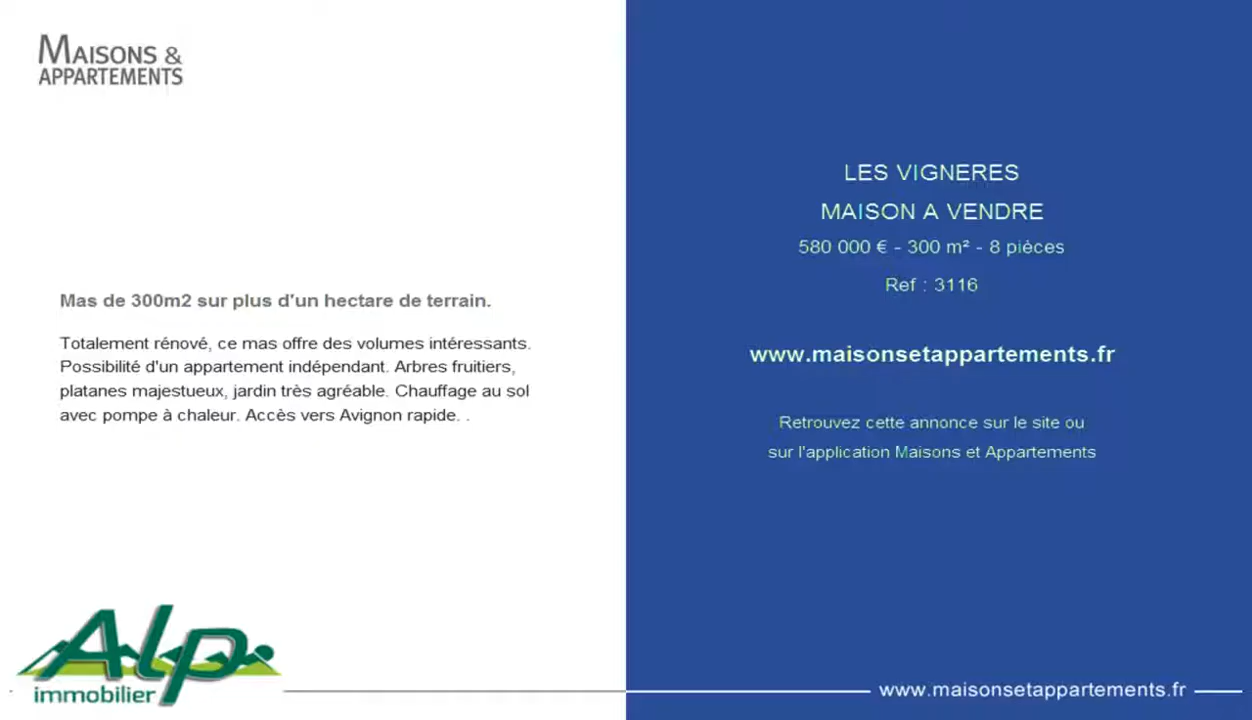 MAISONS &
APPARTEMENTS
Mas de 300m2 sur plus d'un hectare de terrain.
Totalement rénové, ce mas offre des volumes intéressants.
Possibilité d'un appartement indépendant. Arbres fruitiers,
platanes majestueux, jardin très agréable. Chauffage au sol
avec pompe à chaleur. Accès vers Avignon rapide. .
Alp
immobilier
LES VIGNERES
MAISON A VENDRE
580 000 € - 300 m² - 8 pièces
Ref : 3116
www.maisonsetappartements.fr
Retrouvez cette annonce sur le site ou
sur l'application Maisons et Appartements
www.maisonsetappartements.fr